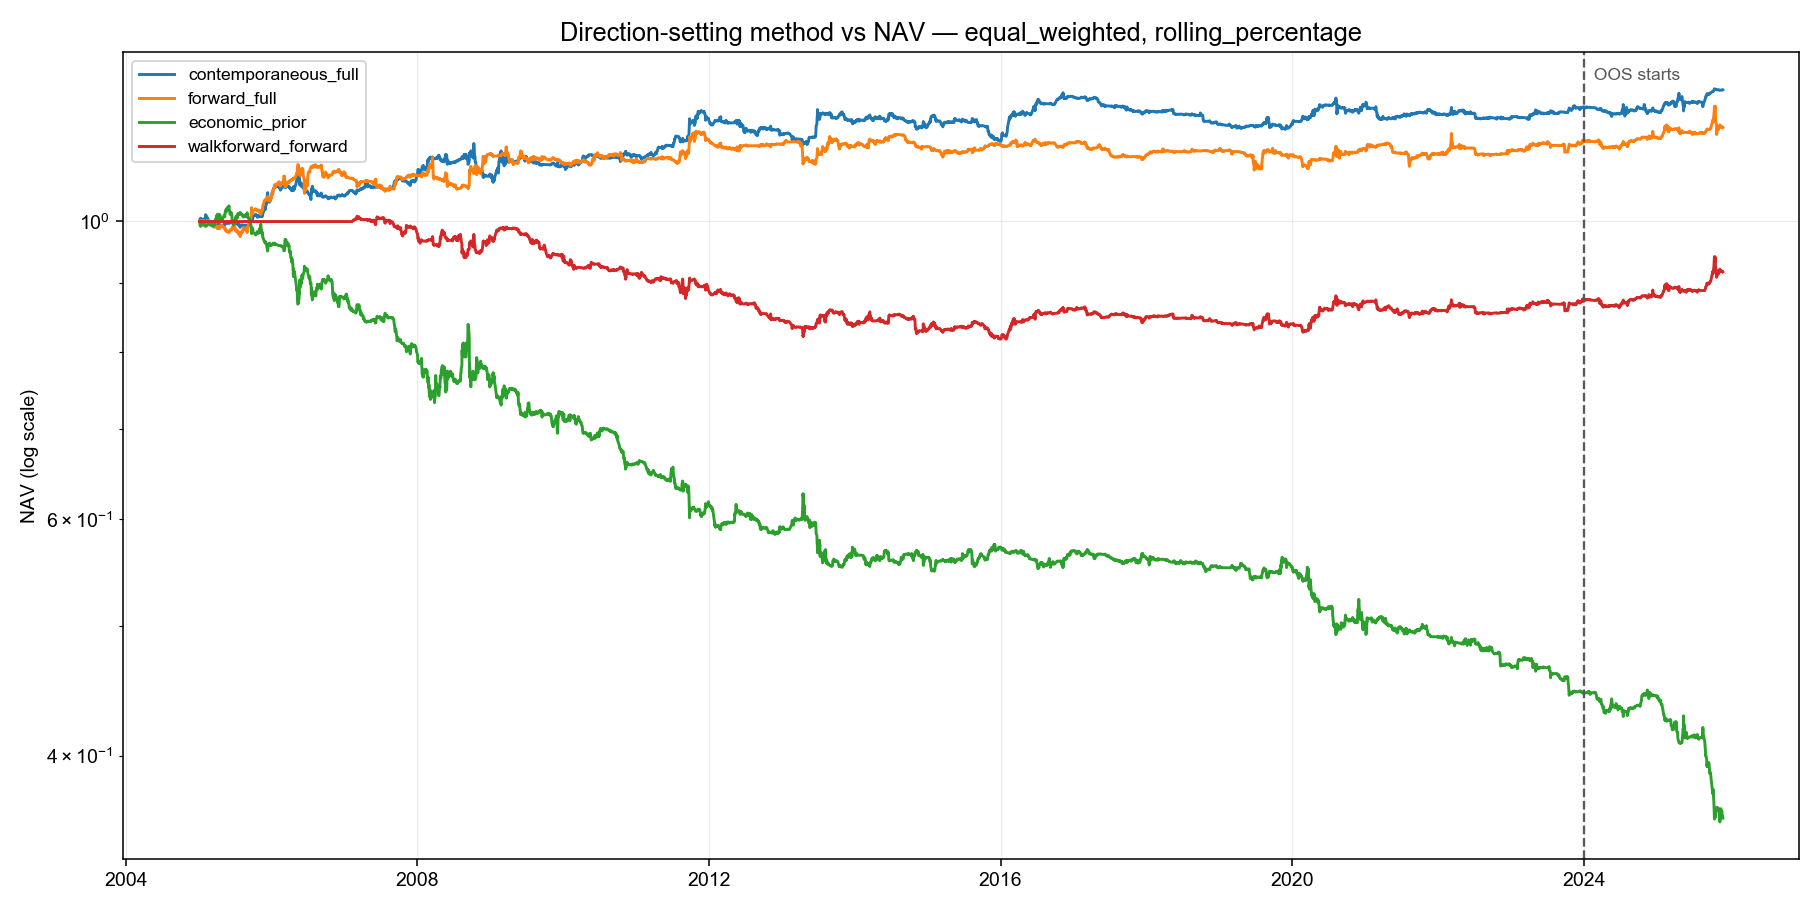 Direction-setting method vs NAV — equal_weighted, rolling_percentage
contemporaneous_full
forward_full
economic_prior
walkforward_forward
OOS starts
NAV (log scale)
10⁰
6 × 10⁻¹
4 × 10⁻¹
2004 2008 2012 2016 2020 2024